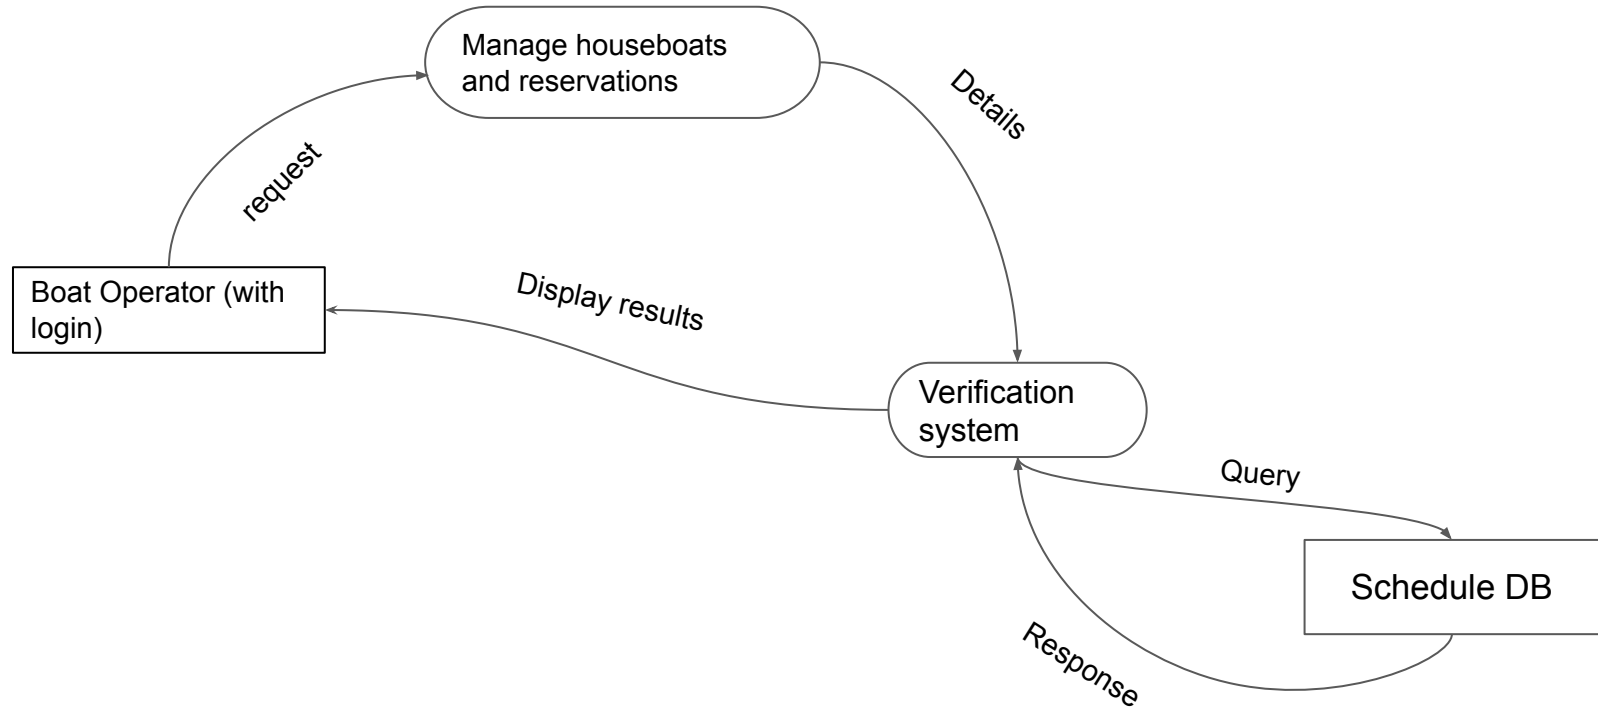 Manage houseboats
and reservations
Details
request
Boat Operator (with
login)
Display results
Verification
system
Query
Schedule DB
Response